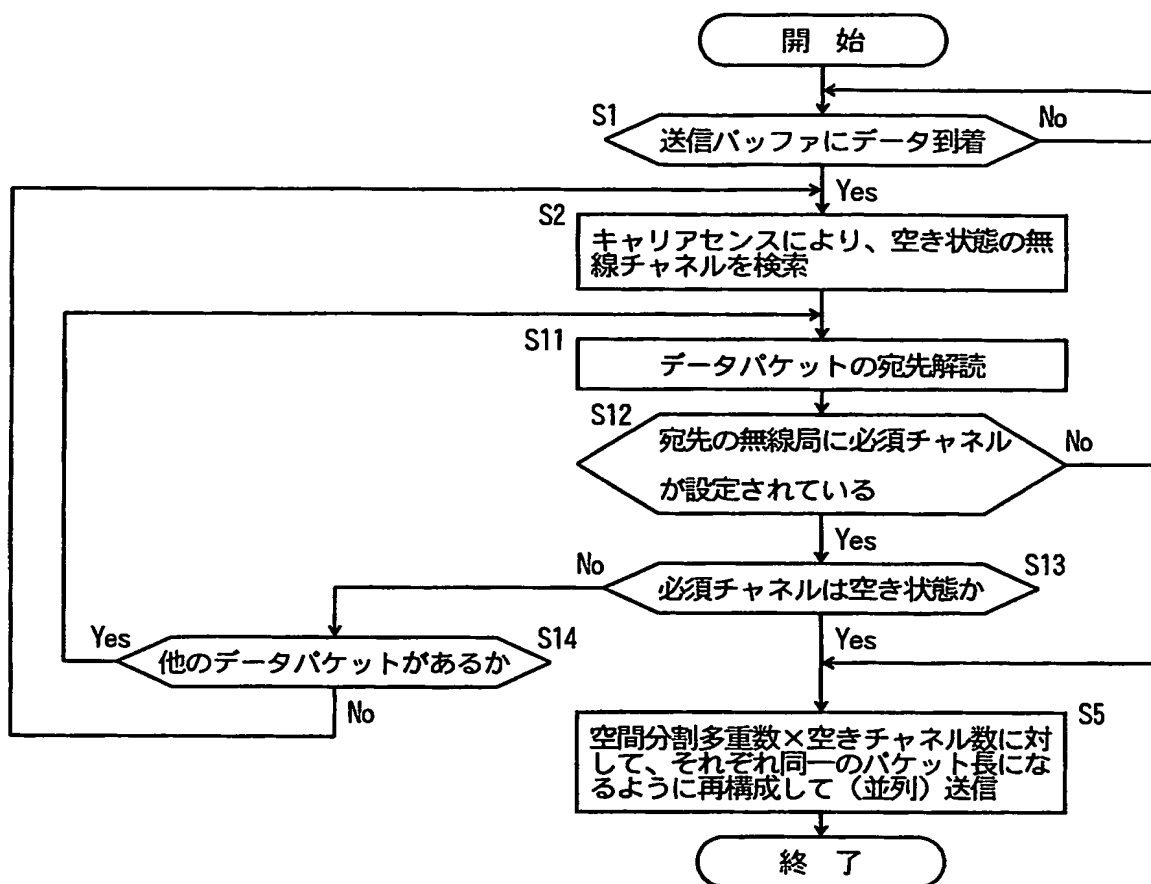 開 始
S1
送信バッファにデータ到着
No
Yes
S2
キャリアセンスにより、空き状態の無
線チャネルを検索
S11
データパケットの宛先解読
S12
宛先の無線局に必須チャネル
が設定されている
No
Yes
S13
必須チャネルは空き状態か
No
Yes
S14
他のデータパケットがあるか
Yes
No
S5
空間分割多重数×空きチャネル数に対
して、それぞれ同一のパケット長にな
るように再構成して(並列)送信
終 了